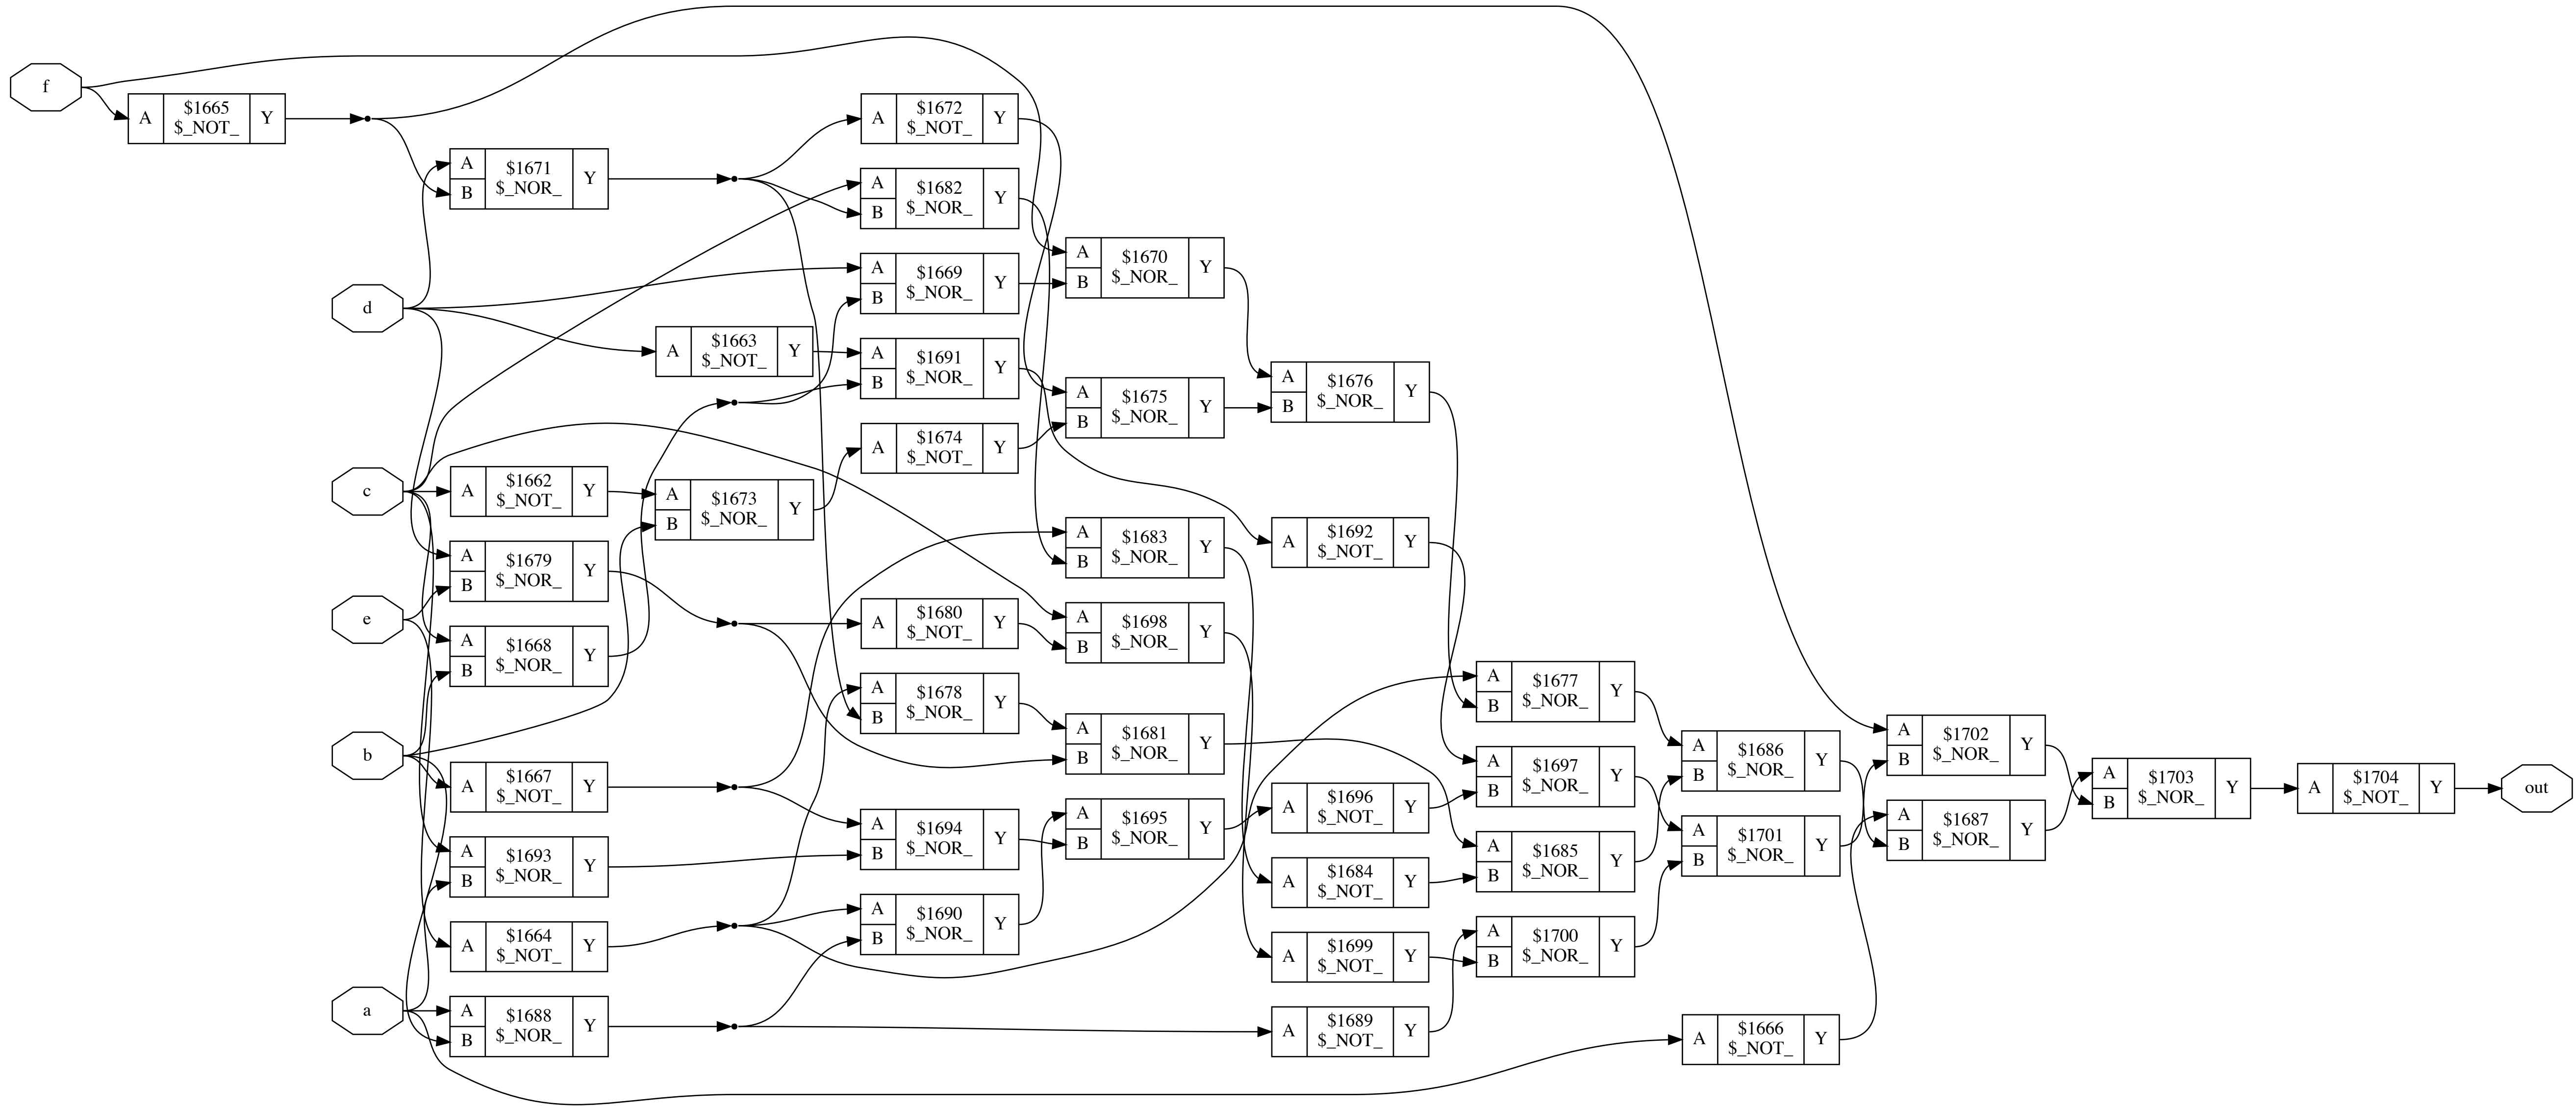 f
A $1665 Y
$_NOT_
A $1672 Y
$_NOT_
A $1671 Y
B $_NOR_
A $1682 Y
B $_NOR_
A $1670 Y
B $_NOR_
A $1669 Y
B $_NOR_
d
A $1663 Y
$_NOT_
A $1691 Y
B $_NOR_
A $1676 Y
B $_NOR_
A $1675 Y
B $_NOR_
A $1674 Y
$_NOT_
c
A $1662 Y
$_NOT_
A $1673 Y
B $_NOR_
A $1692 Y
$_NOT_
A $1683 Y
B $_NOR_
A $1679 Y
B $_NOR_
e
A $1680 Y
$_NOT_
A $1698 Y
B $_NOR_
A $1668 Y
B $_NOR_
A $1678 Y
B $_NOR_
A $1677 Y
B $_NOR_
A $1681 Y
B $_NOR_
A $1702 Y
B $_NOR_
b
A $1686 Y
B $_NOR_
A $1667 Y
$_NOT_
A $1697 Y
B $_NOR_
A $1703 Y
B $_NOR_
A $1704 Y
$_NOT_
out
A $1696 Y
$_NOT_
A $1695 Y
B $_NOR_
A $1687 Y
B $_NOR_
A $1694 Y
B $_NOR_
A $1701 Y
B $_NOR_
A $1693 Y
B $_NOR_
A $1685 Y
B $_NOR_
A $1684 Y
$_NOT_
A $1690 Y
B $_NOR_
A $1664 Y
$_NOT_
A $1700 Y
B $_NOR_
A $1699 Y
$_NOT_
a
A $1688 Y
B $_NOR_
A $1689 Y
$_NOT_
A $1666 Y
$_NOT_